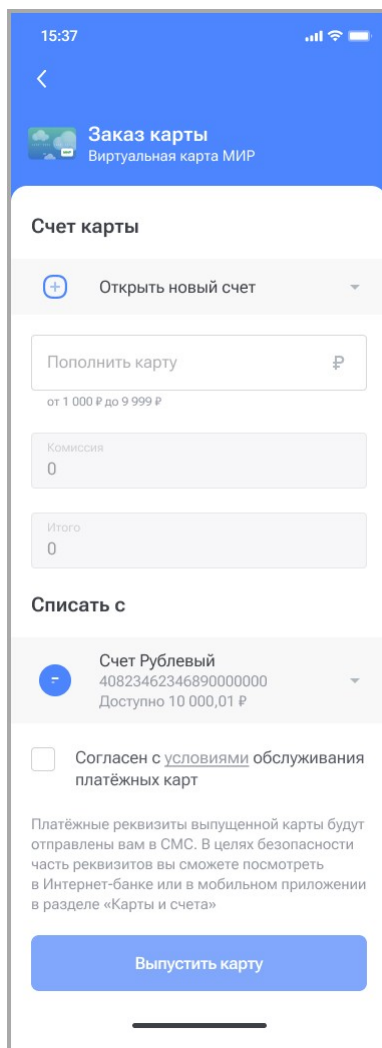 15:37
Заказ карты
Виртуальная карта МИР
Счет карты
Открыть новый счет
Пополнить карту ₽
от 1 000 ₽ до 9 999 ₽
Комиссия
0
Итого
0
Списать с
Счет Рублевый
40823462346890000000
Доступно 10 000,01 ₽
Согласен с условиями обслуживания
платёжных карт
Платёжные реквизиты выпущенной карты будут
отправлены вам в СМС. В целях безопасности
часть реквизитов вы сможете посмотреть
в Интернет-банке или в мобильном приложении
в разделе «Карты и счета»
Выпустить карту